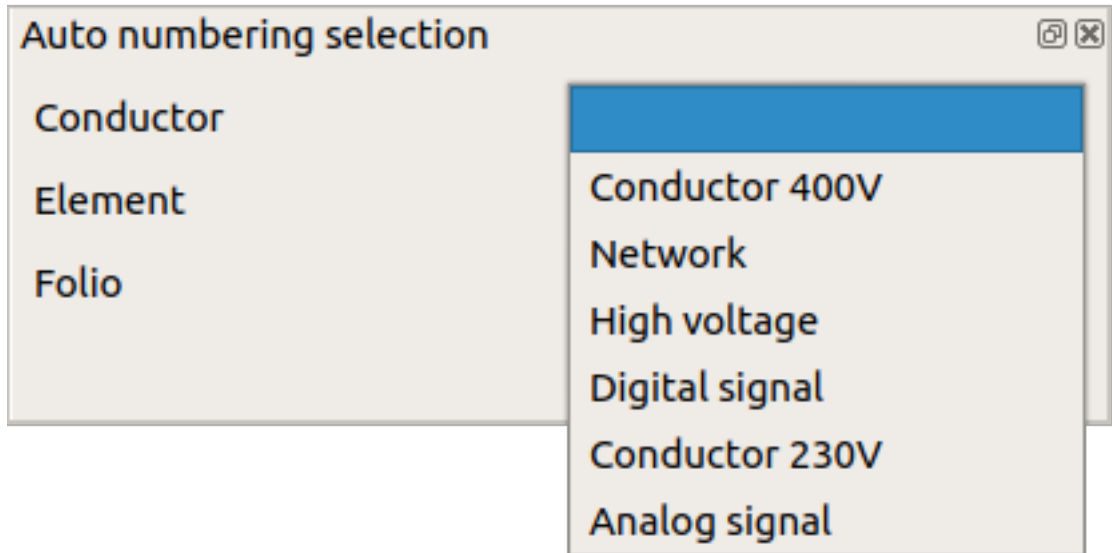 Auto numbering selection
Conductor
Element
Folio
Conductor 400V
Network
High voltage
Digital signal
Conductor 230V
Analog signal